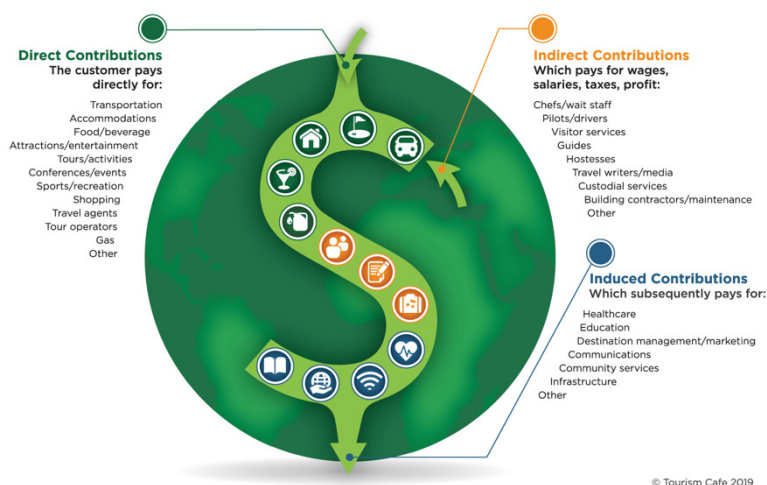 Direct Contributions
The customer pays
directly for:
Transportation
Accommodations
Food/beverage
Attractions/entertainment
Tours/activities
Conferences/events
Sports/recreation
Shopping
Travel agents
Tour operators
Gas
Other
Indirect Contributions
Which pays for wages,
salaries, taxes, profit:
Chefs/wait staff
Pilots/drivers
Visitor services
Guides
Hostesses
Travel writers/media
Custodial services
Building contractors/maintenance
Other
Induced Contributions
Which subsequently pays for:
Healthcare
Education
Destination management/marketing
Communications
Community services
Infrastructure
Other
© Tourism Cafe 2019